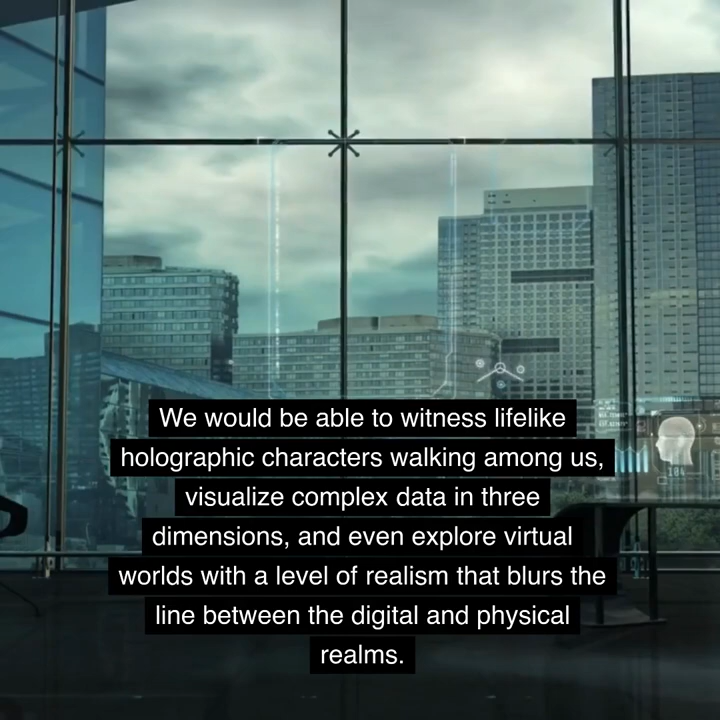 We would be able to witness lifelike
holographic characters walking among us,
visualize complex data in three
dimensions, and even explore virtual
worlds with a level of realism that blurs the
line between the digital and physical
realms.